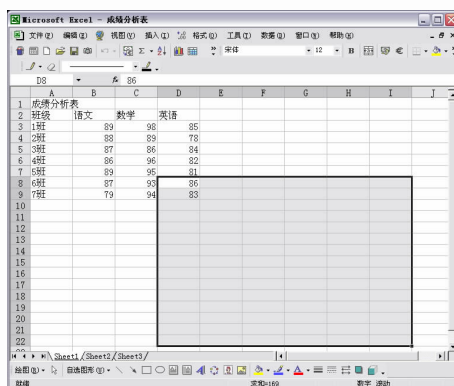 Microsoft Excel - 成绩分析表
文件(F) 编辑(E) 视图(V) 插入(I) 格式(O) 工具(T) 数据(D) 窗口(W) 帮助(H)
宋体 12 B
D8 fx 86
A B C D E F G H I J
1 成绩分析表
2 班级 语文 数学 英语
3 1班 89 98 85
4 2班 88 89 78
5 3班 87 86 84
6 4班 86 96 82
7 5班 89 95 81
8 6班 87 93 86
9 7班 79 94 83
10
11
12
13
14
15
16
17
18
19
20
21
22
Sheet1 / Sheet2 / Sheet3
绘图(R) 自选图形(U)
就绪 求和=169 数字 滚动